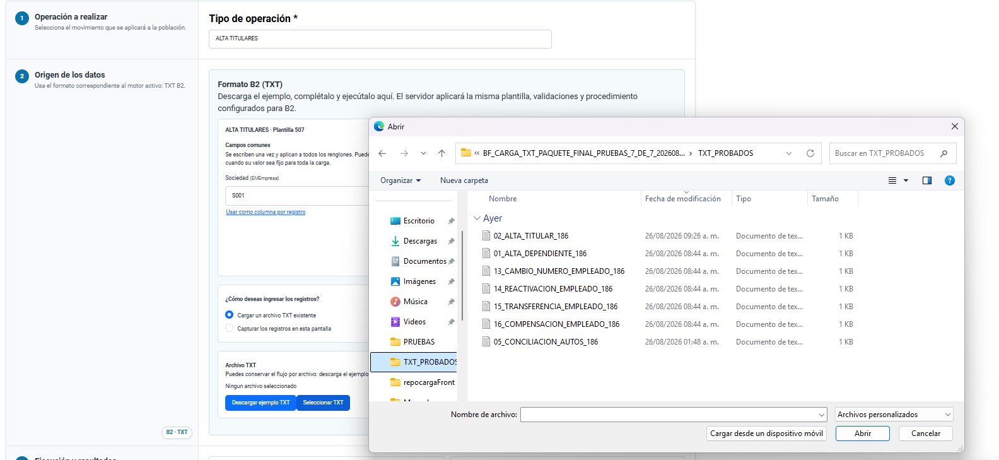 1
Operación a realizar
Selecciona el movimiento que se aplicará a la población.
Tipo de operación *
ALTA TITULARES
2
Origen de los datos
Usa el formato correspondiente al motor activo: TXT B2.
Formato B2 (TXT)
Descarga el ejemplo, complétalo y ejecútalo aquí. El servidor aplicará la misma plantilla, validaciones y procedimiento
configurados para B2.
ALTA TITULARES · Plantilla 507
Campos comunes
Se escriben una vez y aplican a todos los renglones. Puede
cuando su valor sea fijo para toda la carga.
Sociedad (EMEmpresa)
S001
Usar como columna por registro
¿Cómo deseas ingresar los registros?
Cargar un archivo TXT existente
Capturar los registros en esta pantalla
Archivo TXT
Puedes conservar el flujo por archivo: descarga el ejemplo
Ningun archivo seleccionado
Descargar ejemplo TXT
Seleccionar TXT
B2 · TXT
Ejecución y resultados
Abrir
« BF_CARGA_TXT_PAQUETE_FINAL_PRUEBAS_7_DE_7_202608... › TXT_PROBADOS
Buscar en TXT_PROBADOS
Organizar
Nueva carpeta
Escritorio
Descargas
Documentos
Imágenes
Música
Videos
PRUEBAS
TXT_PROBADOS
repocargaFront
Nombre Fecha de modificación Tipo Tamaño
Ayer
02_ALTA_TITULAR_186 26/08/2026 09:26 a. m. Documento de tex... 1 KB
01_ALTA_DEPENDIENTE_186 26/08/2026 08:44 a. m. Documento de tex... 1 KB
13_CAMBIO_NUMERO_EMPLEADO_186 26/08/2026 08:44 a. m. Documento de tex... 1 KB
14_REACTIVACION_EMPLEADO_186 26/08/2026 08:44 a. m. Documento de tex... 1 KB
15_TRANSFERENCIA_EMPLEADO_186 26/08/2026 08:44 a. m. Documento de tex... 1 KB
16_COMPENSACION_EMPLEADO_186 26/08/2026 08:44 a. m. Documento de tex... 1 KB
05_CONCILIACION_AUTOS_186 26/08/2026 01:48 a. m. Documento de tex... 1 KB
Nombre de archivo:
Archivos personalizados
Cargar desde un dispositivo móvil
Abrir
Cancelar